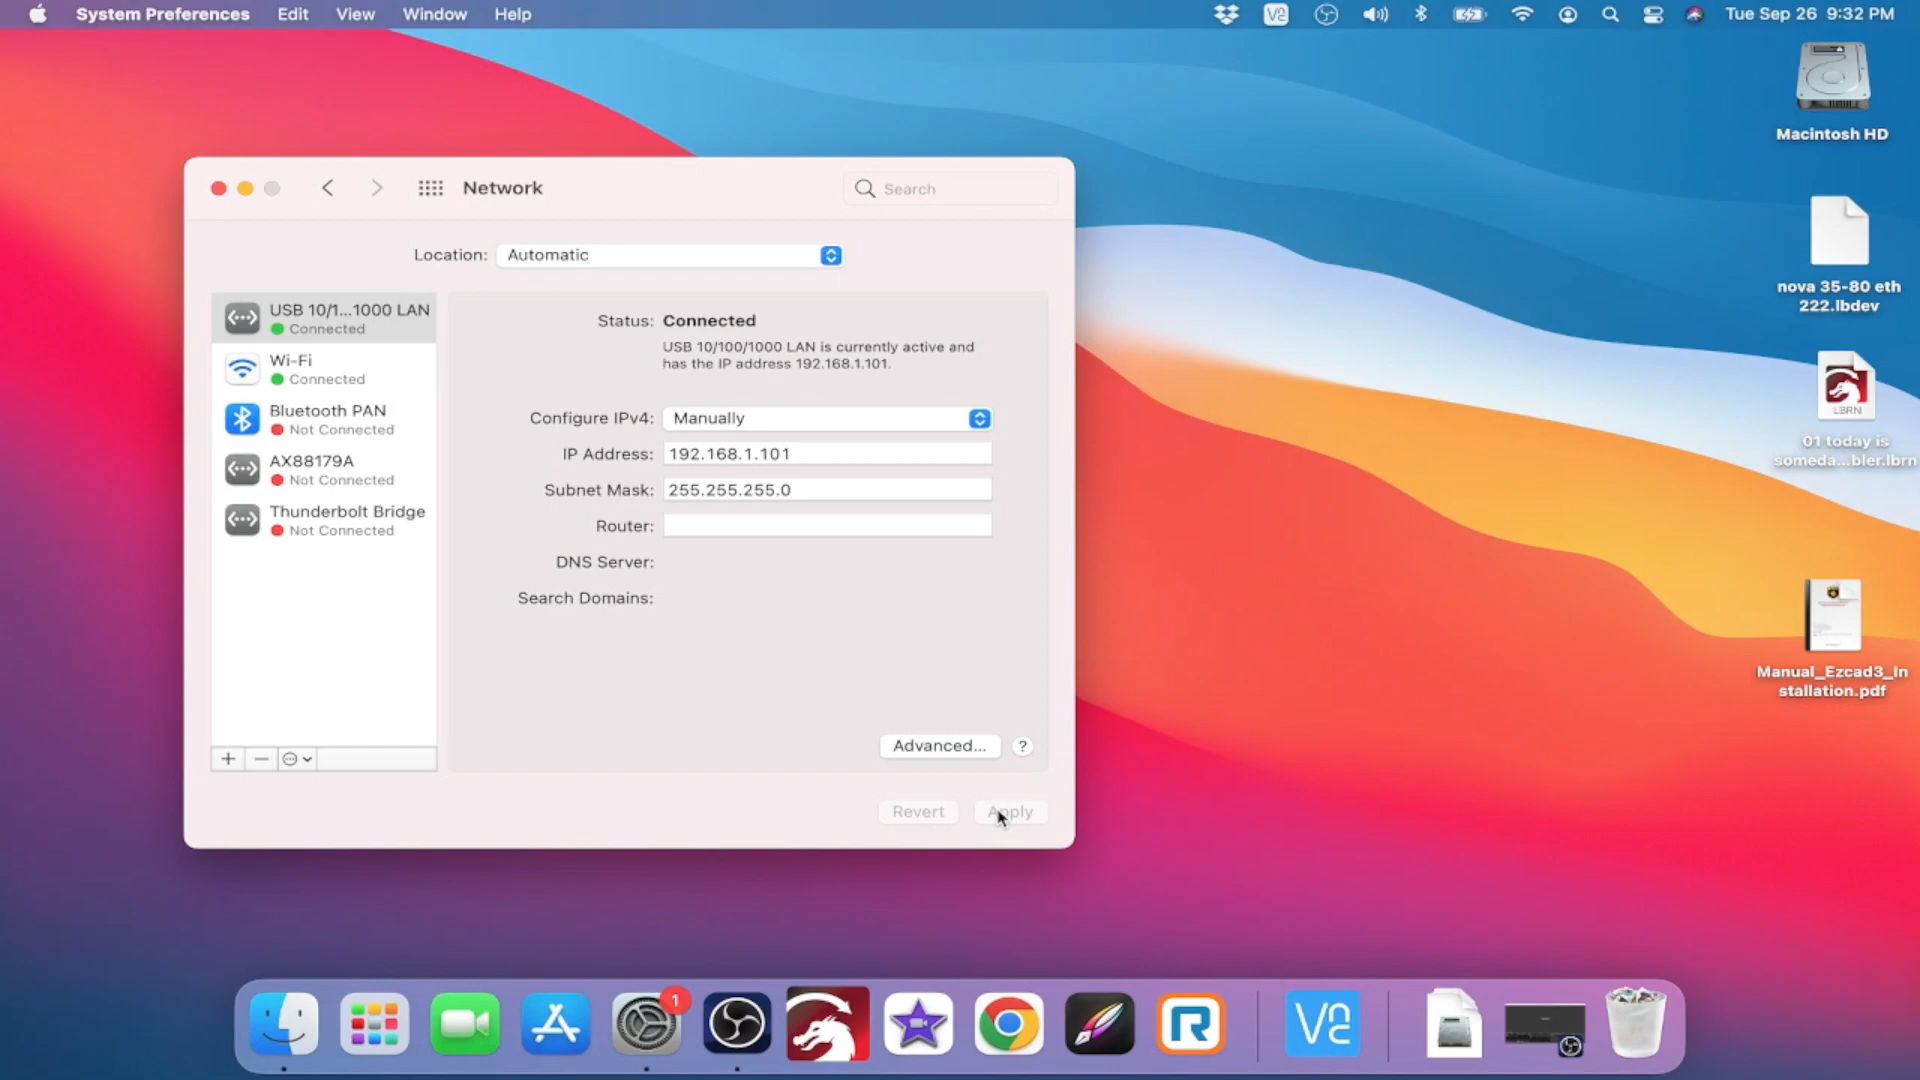 System Preferences Edit View Window Help
V2 Tue Sep 26 9:32 PM
Macintosh HD
nova 35-80 eth
222.lbdev
LBRN
01 today is
someda...bler.lbrn
Manual_Ezcad3_In
stallation.pdf
Network
Search
Location: Automatic
USB 10/1...1000 LAN
Connected
Wi-Fi
Connected
Bluetooth PAN
Not Connected
AX88179A
Not Connected
Thunderbolt Bridge
Not Connected
Status: Connected
USB 10/100/1000 LAN is currently active and
has the IP address 192.168.1.101.
Configure IPv4: Manually
IP Address: 192.168.1.101
Subnet Mask: 255.255.255.0
Router:
DNS Server:
Search Domains:
Advanced... ?
Revert Apply
1
R